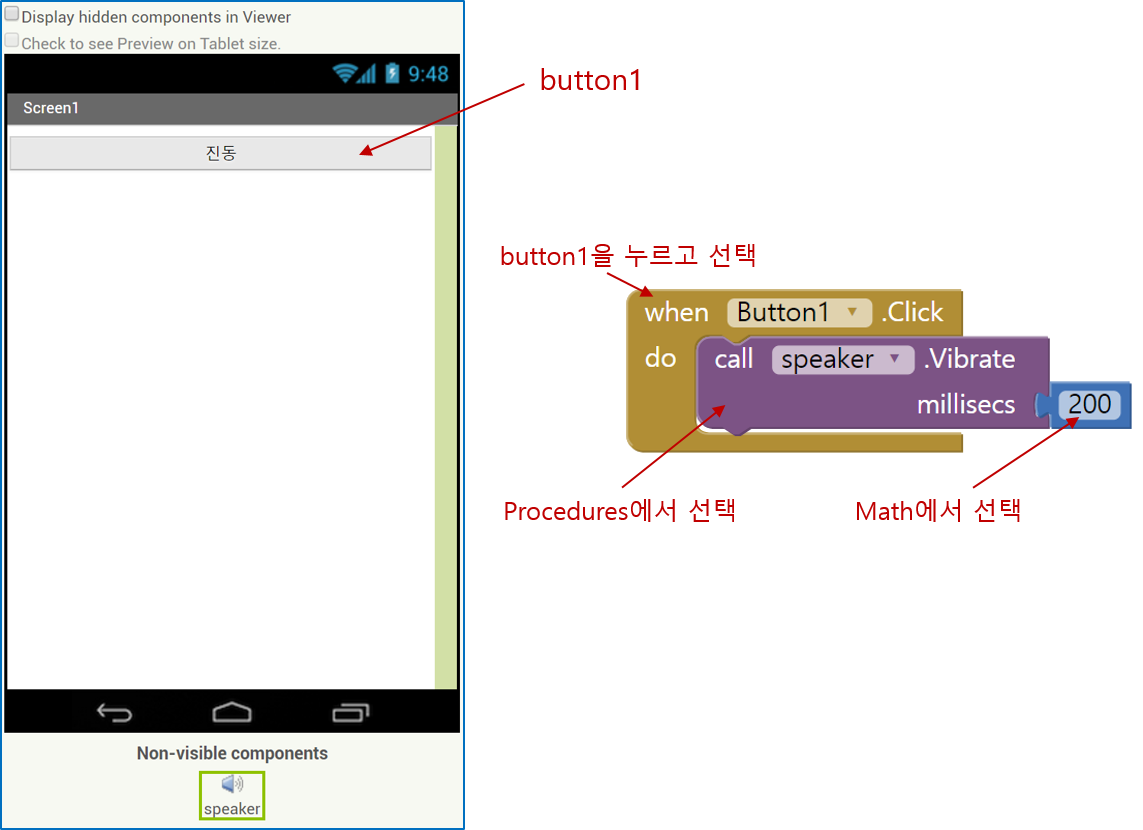 Display hidden components in Viewer
Check to see Preview on Tablet size.
9:48
Screen1
진동
Non-visible components
speaker
button1
button1을 누르고 선택
when Button1 .Click
do call speaker .Vibrate
millisecs 200
Procedures에서 선택
Math에서 선택